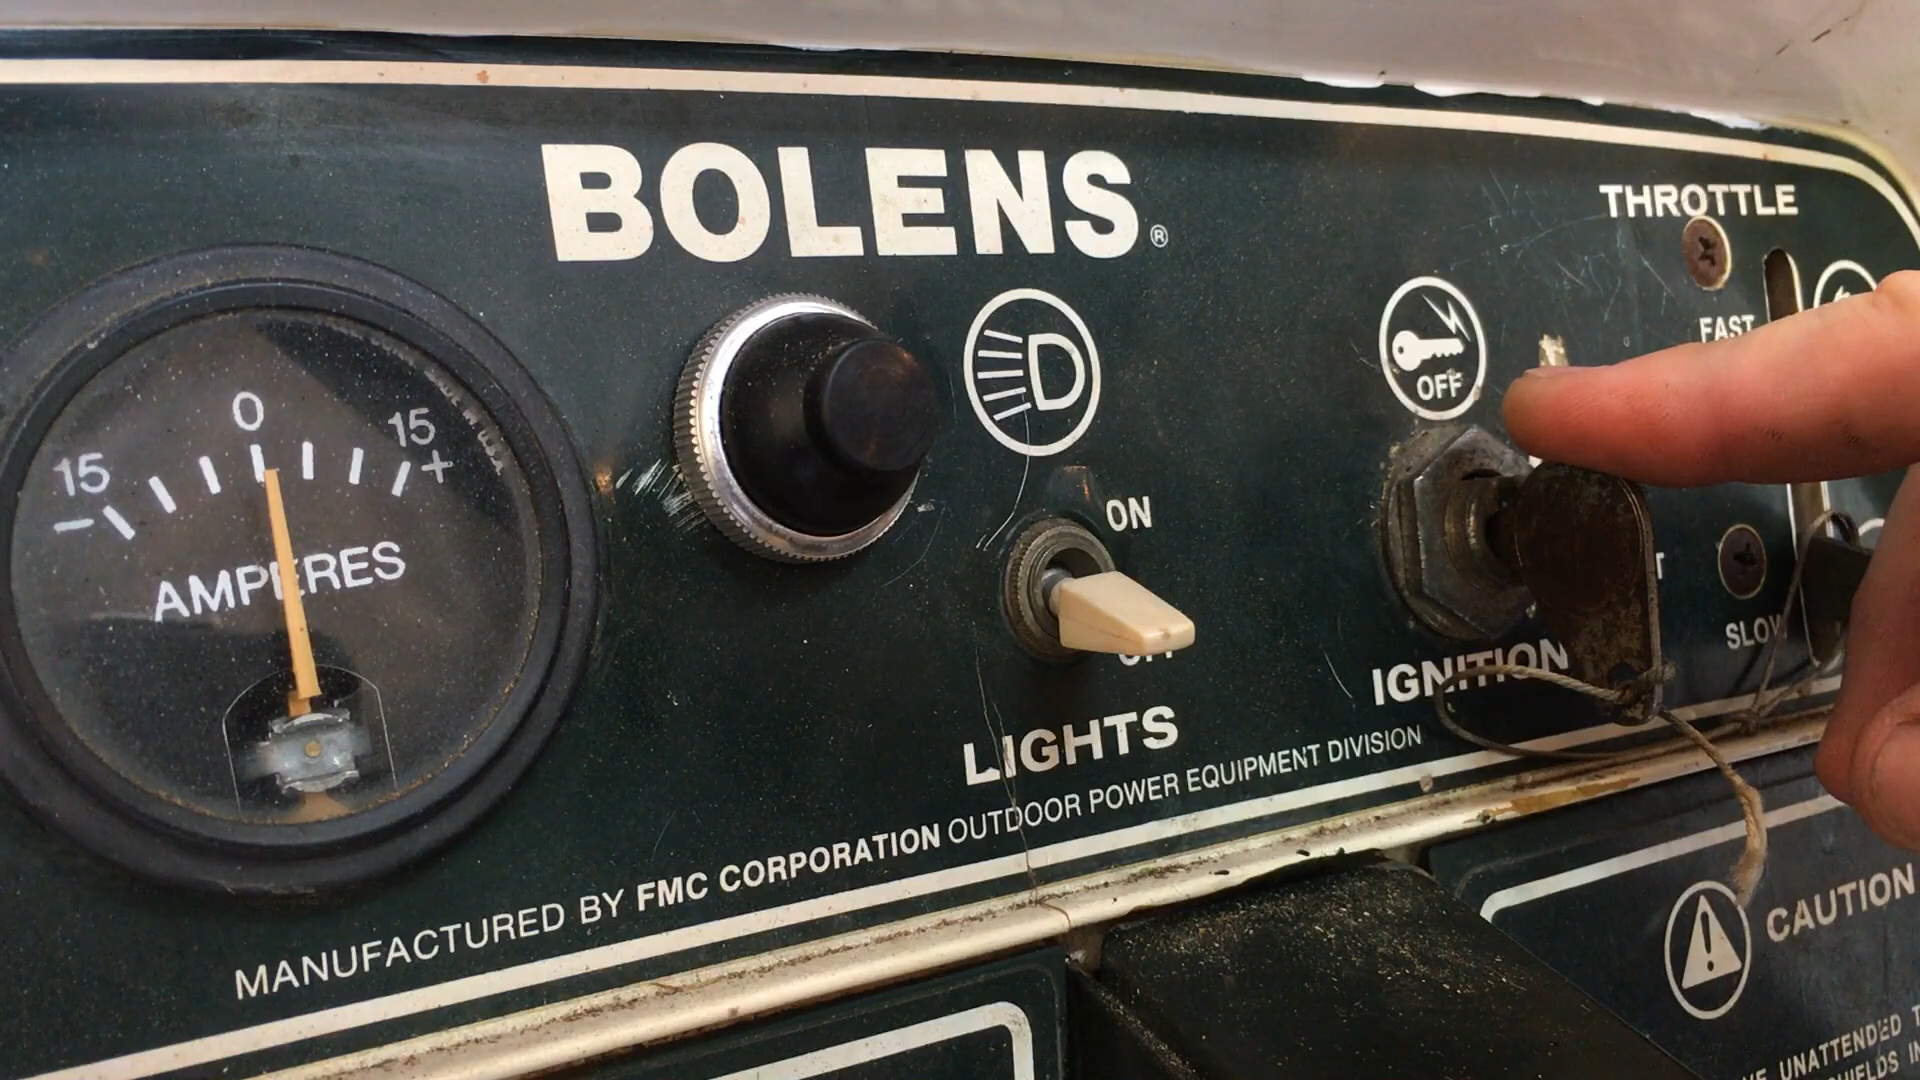 BOLENS®
THROTTLE
FAST
OFF
0
15
15
+
-
AMPERES
ON
SLOW
IGNITION
LIGHTS
MANUFACTURED BY FMC CORPORATION OUTDOOR POWER EQUIPMENT DIVISION
CAUTION
UNATTENDED